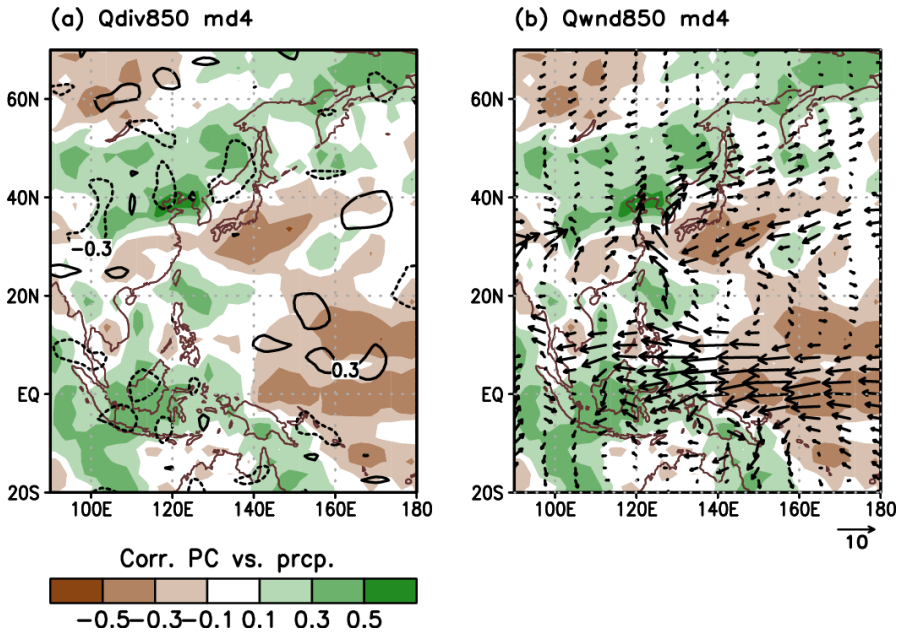 (a) Qdiv850 md4
(b) Qwnd850 md4
60N
40N
20N
EQ
20S
-0.3
0.3
100E 120E 140E 160E 180
60N
40N
20N
EQ
20S
100E 120E 140E 160E 180
10
Corr. PC vs. prcp.
-0.5 -0.3 -0.1 0.1 0.3 0.5